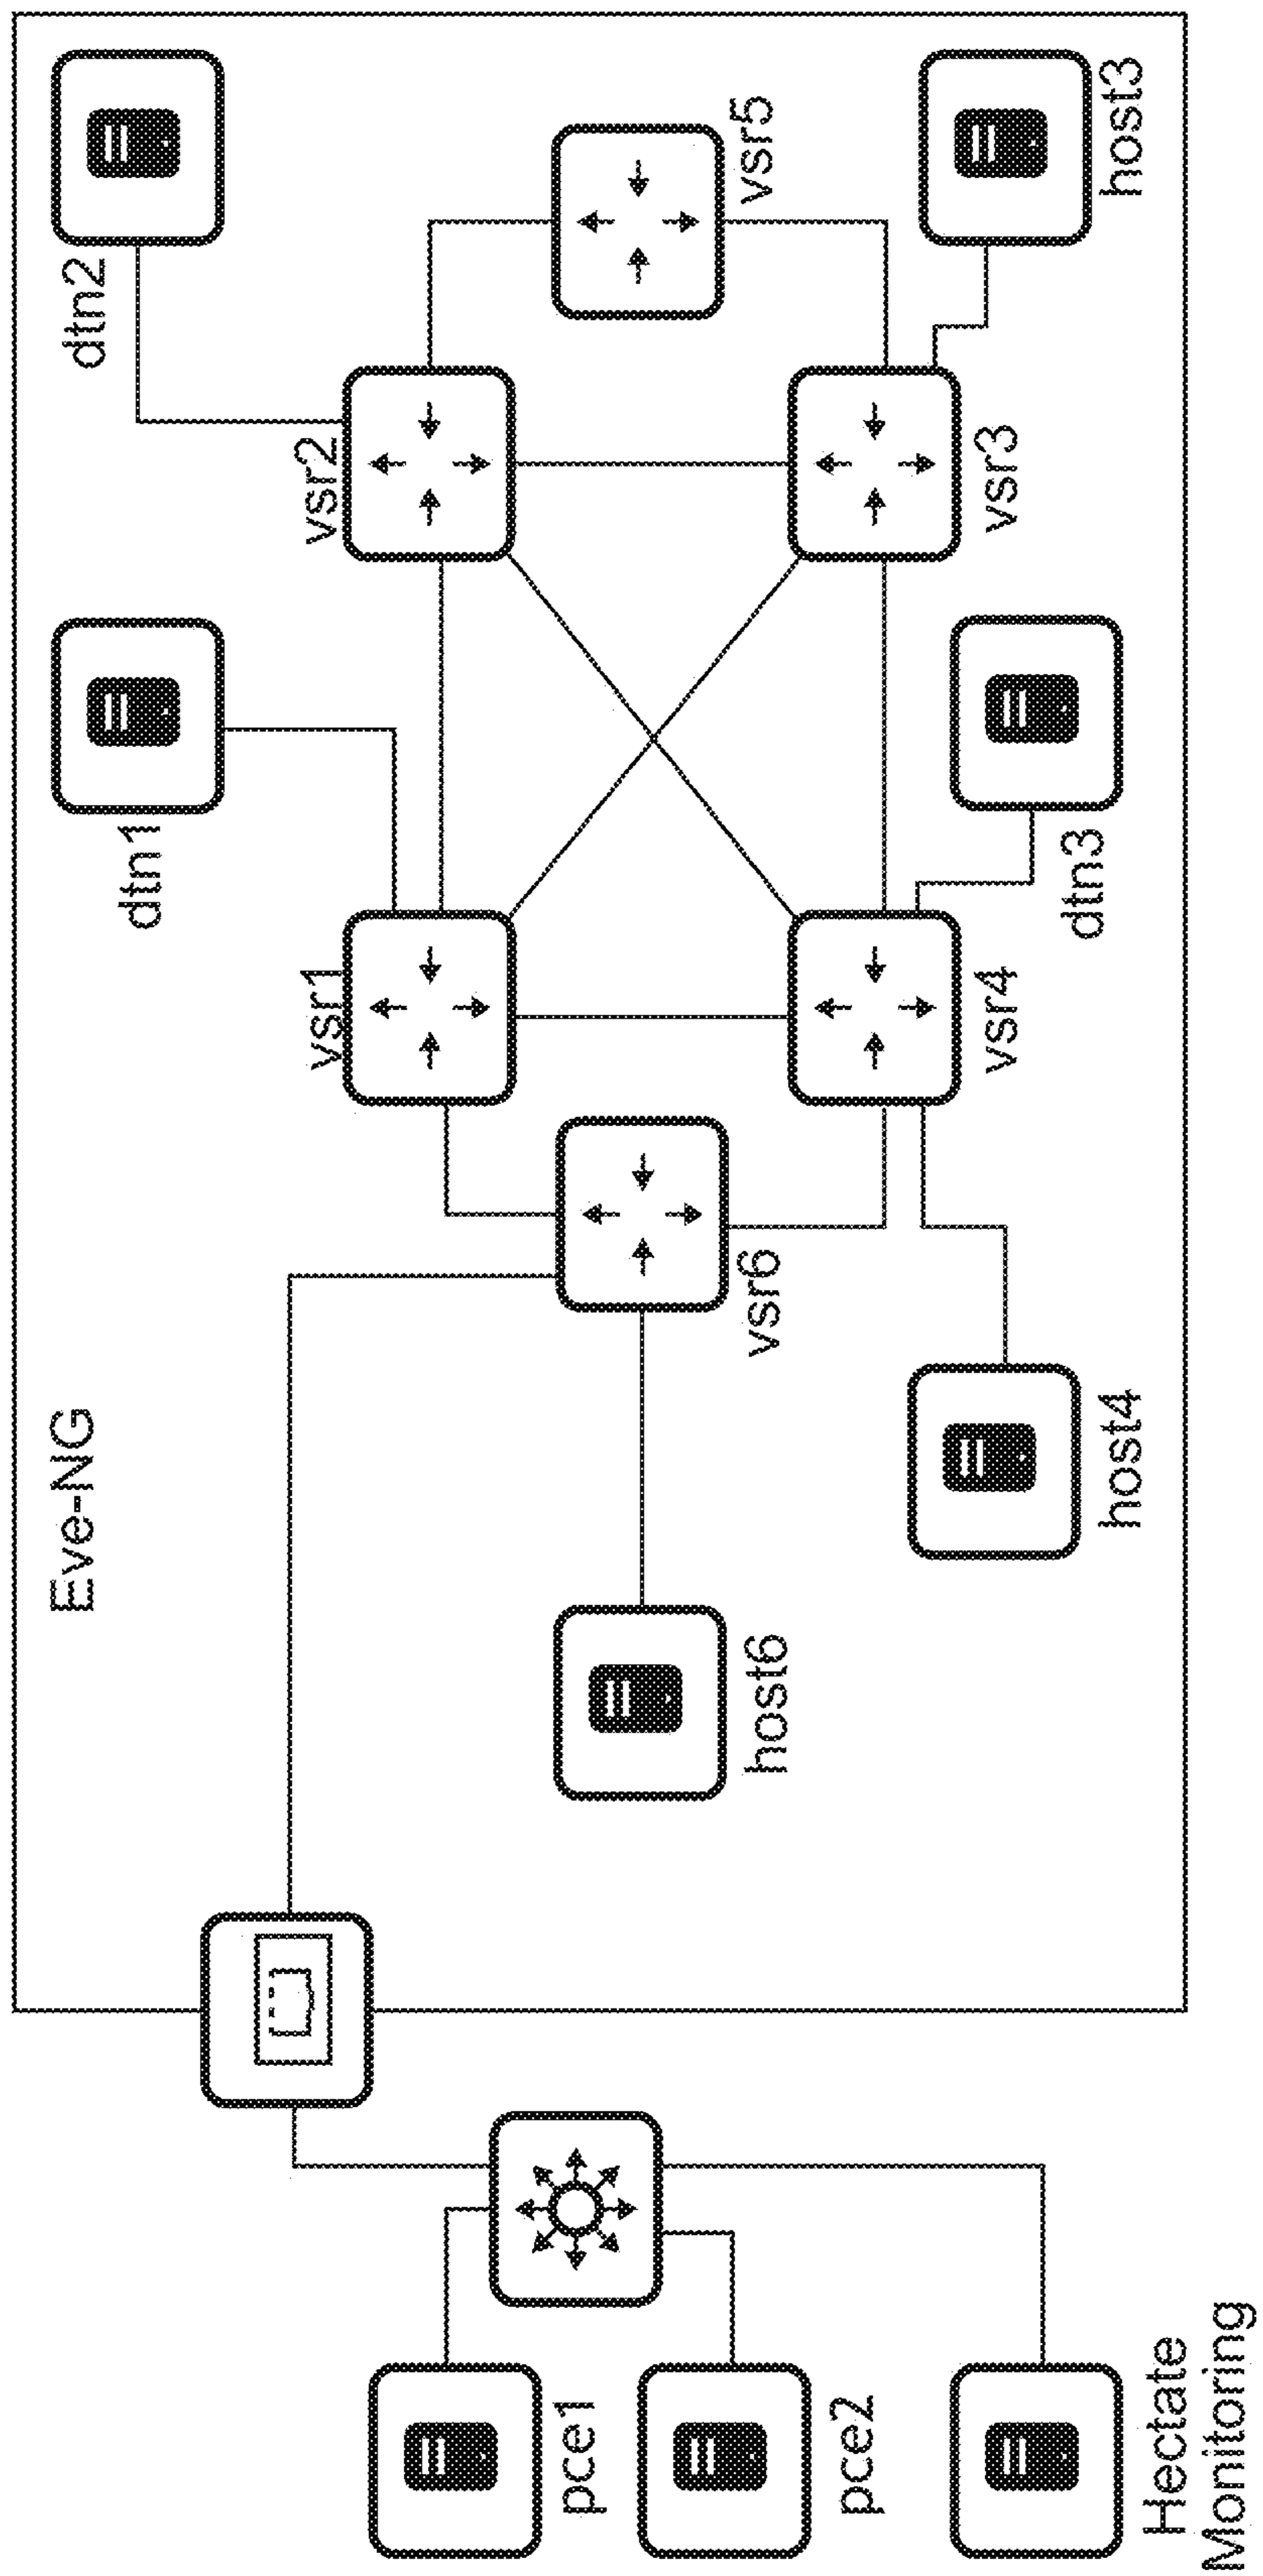 Eve-NG
dtn1
dtn2
vsr1
vsr2
vsr6
vsr5
host6
vsr4
vsr3
dtn3
host4
host3
pce1
pce2
Hectate
Monitoring